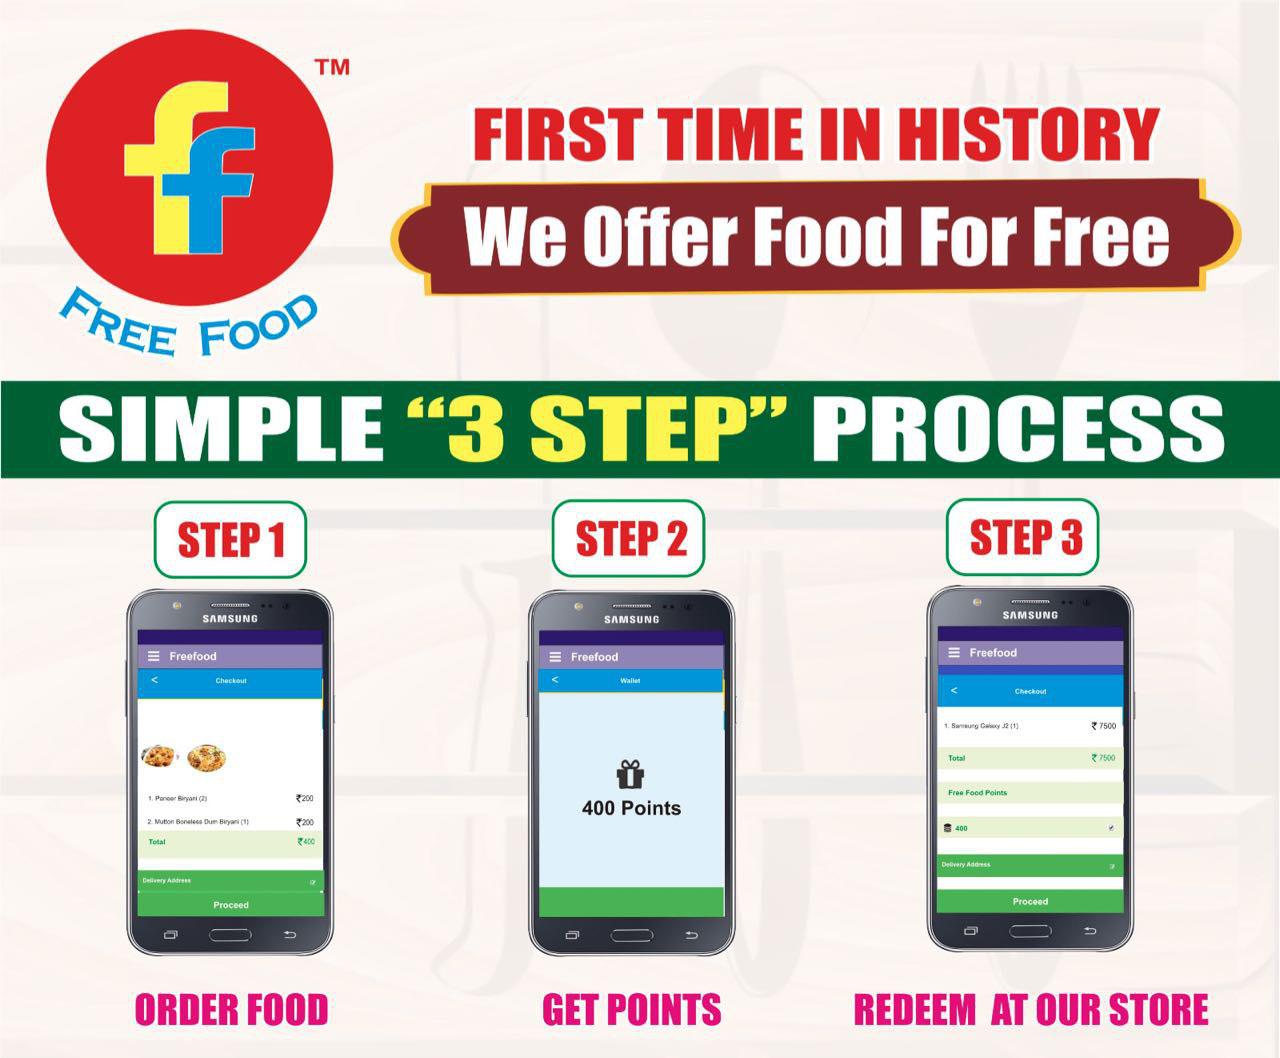 TM
FREE FOOD
FIRST TIME IN HISTORY
We Offer Food For Free
SIMPLE “3 STEP” PROCESS
STEP 1
SAMSUNG
Freefood
<
Checkout
1. Paneer Biryani (2) ₹200
2. Mutton Boneless Dum Biryani (1) ₹200
Total ₹400
Delivery Address
Proceed
ORDER FOOD
STEP 2
SAMSUNG
Freefood
<
Wallet
400 Points
GET POINTS
STEP 3
SAMSUNG
Freefood
<
Checkout
1. Samsung Galaxy J2 (1) ₹ 7500
Total ₹ 7500
Free Food Points
400
Delivery Address
Proceed
REDEEM AT OUR STORE